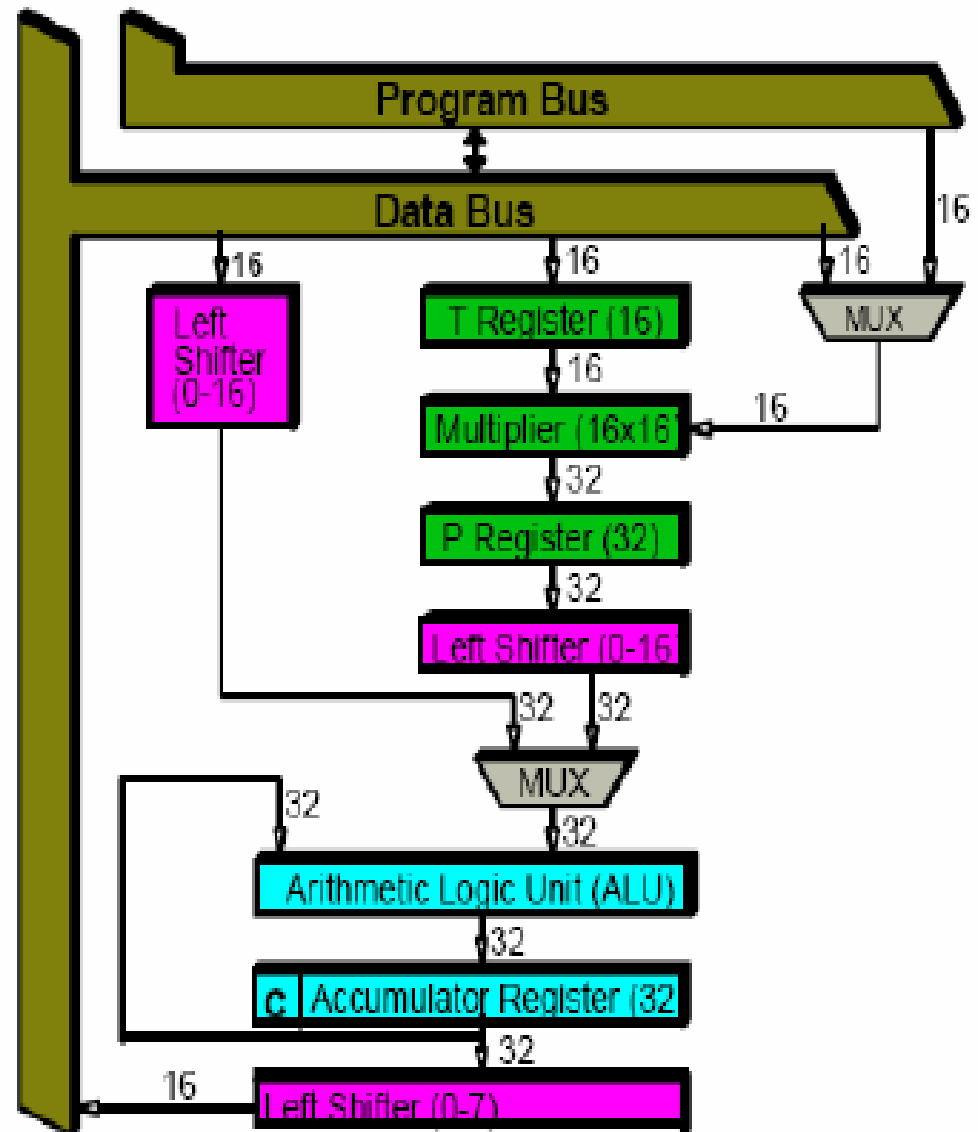 Program Bus
Data Bus
16
16
16
16
Left
Shifter
(0-16)
T Register (16)
MUX
16
16
Multiplier (16x16
32
P Register (32)
32
Left Shifter (0-16
32
32
MUX
32
32
Arithmetic Logic Unit (ALU)
32
C
Accumulator Register (32
32
16
Left Shifter (0-7)